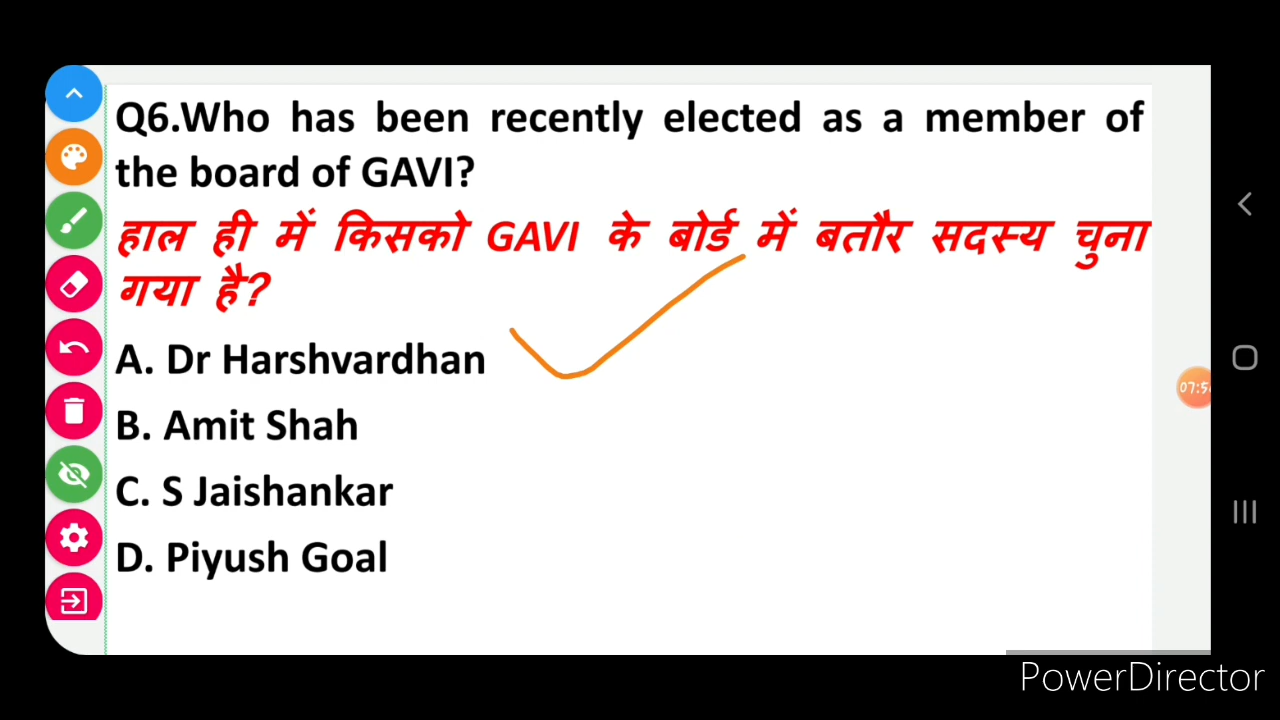 Q6.Who has been recently elected as a member of
the board of GAVI?
हाल ही में किसको GAVI के बोर्ड में बतौर सदस्य चुना
गया है?
A. Dr Harshvardhan
B. Amit Shah
C. S Jaishankar
D. Piyush Goal
PowerDirector